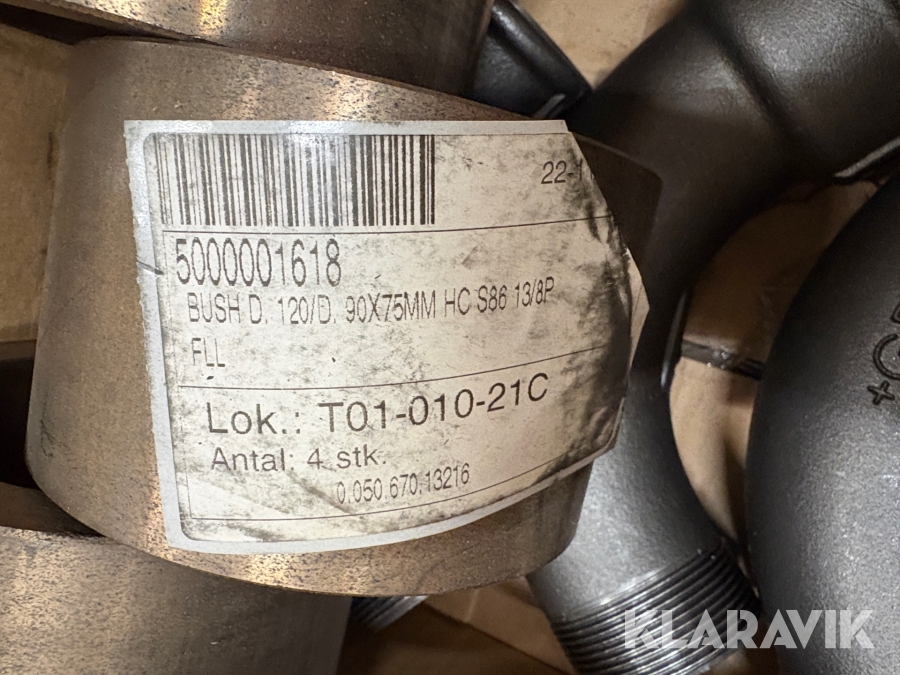 22-1
5000001618
BUSH D. 120/D. 90X75MM HC S86 13/8P
FLL
Lok.: T01-010-21C
Antal: 4 stk.
0.050.670.13216
+G
KLARAVIK